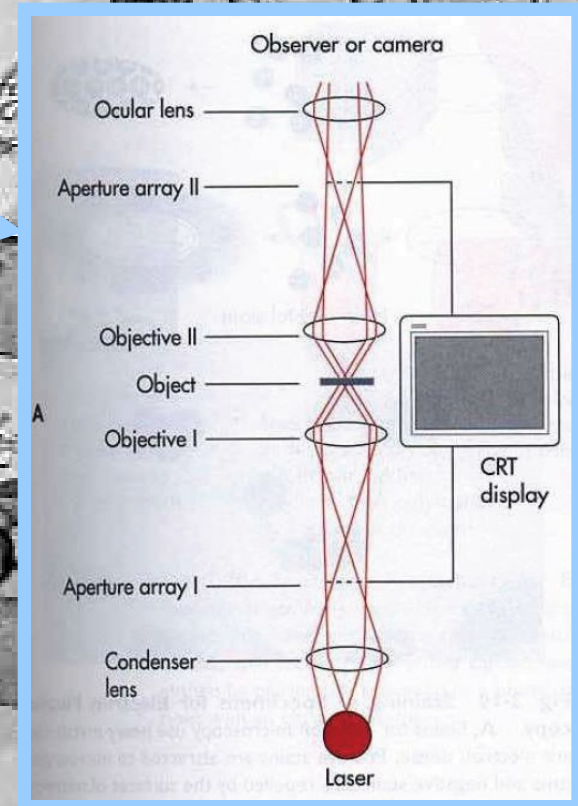 Observer or camera
Ocular lens
Aperture array II
Objective II
Object
A
Objective I
CRT
display
Aperture array I
Condenser
lens
Laser